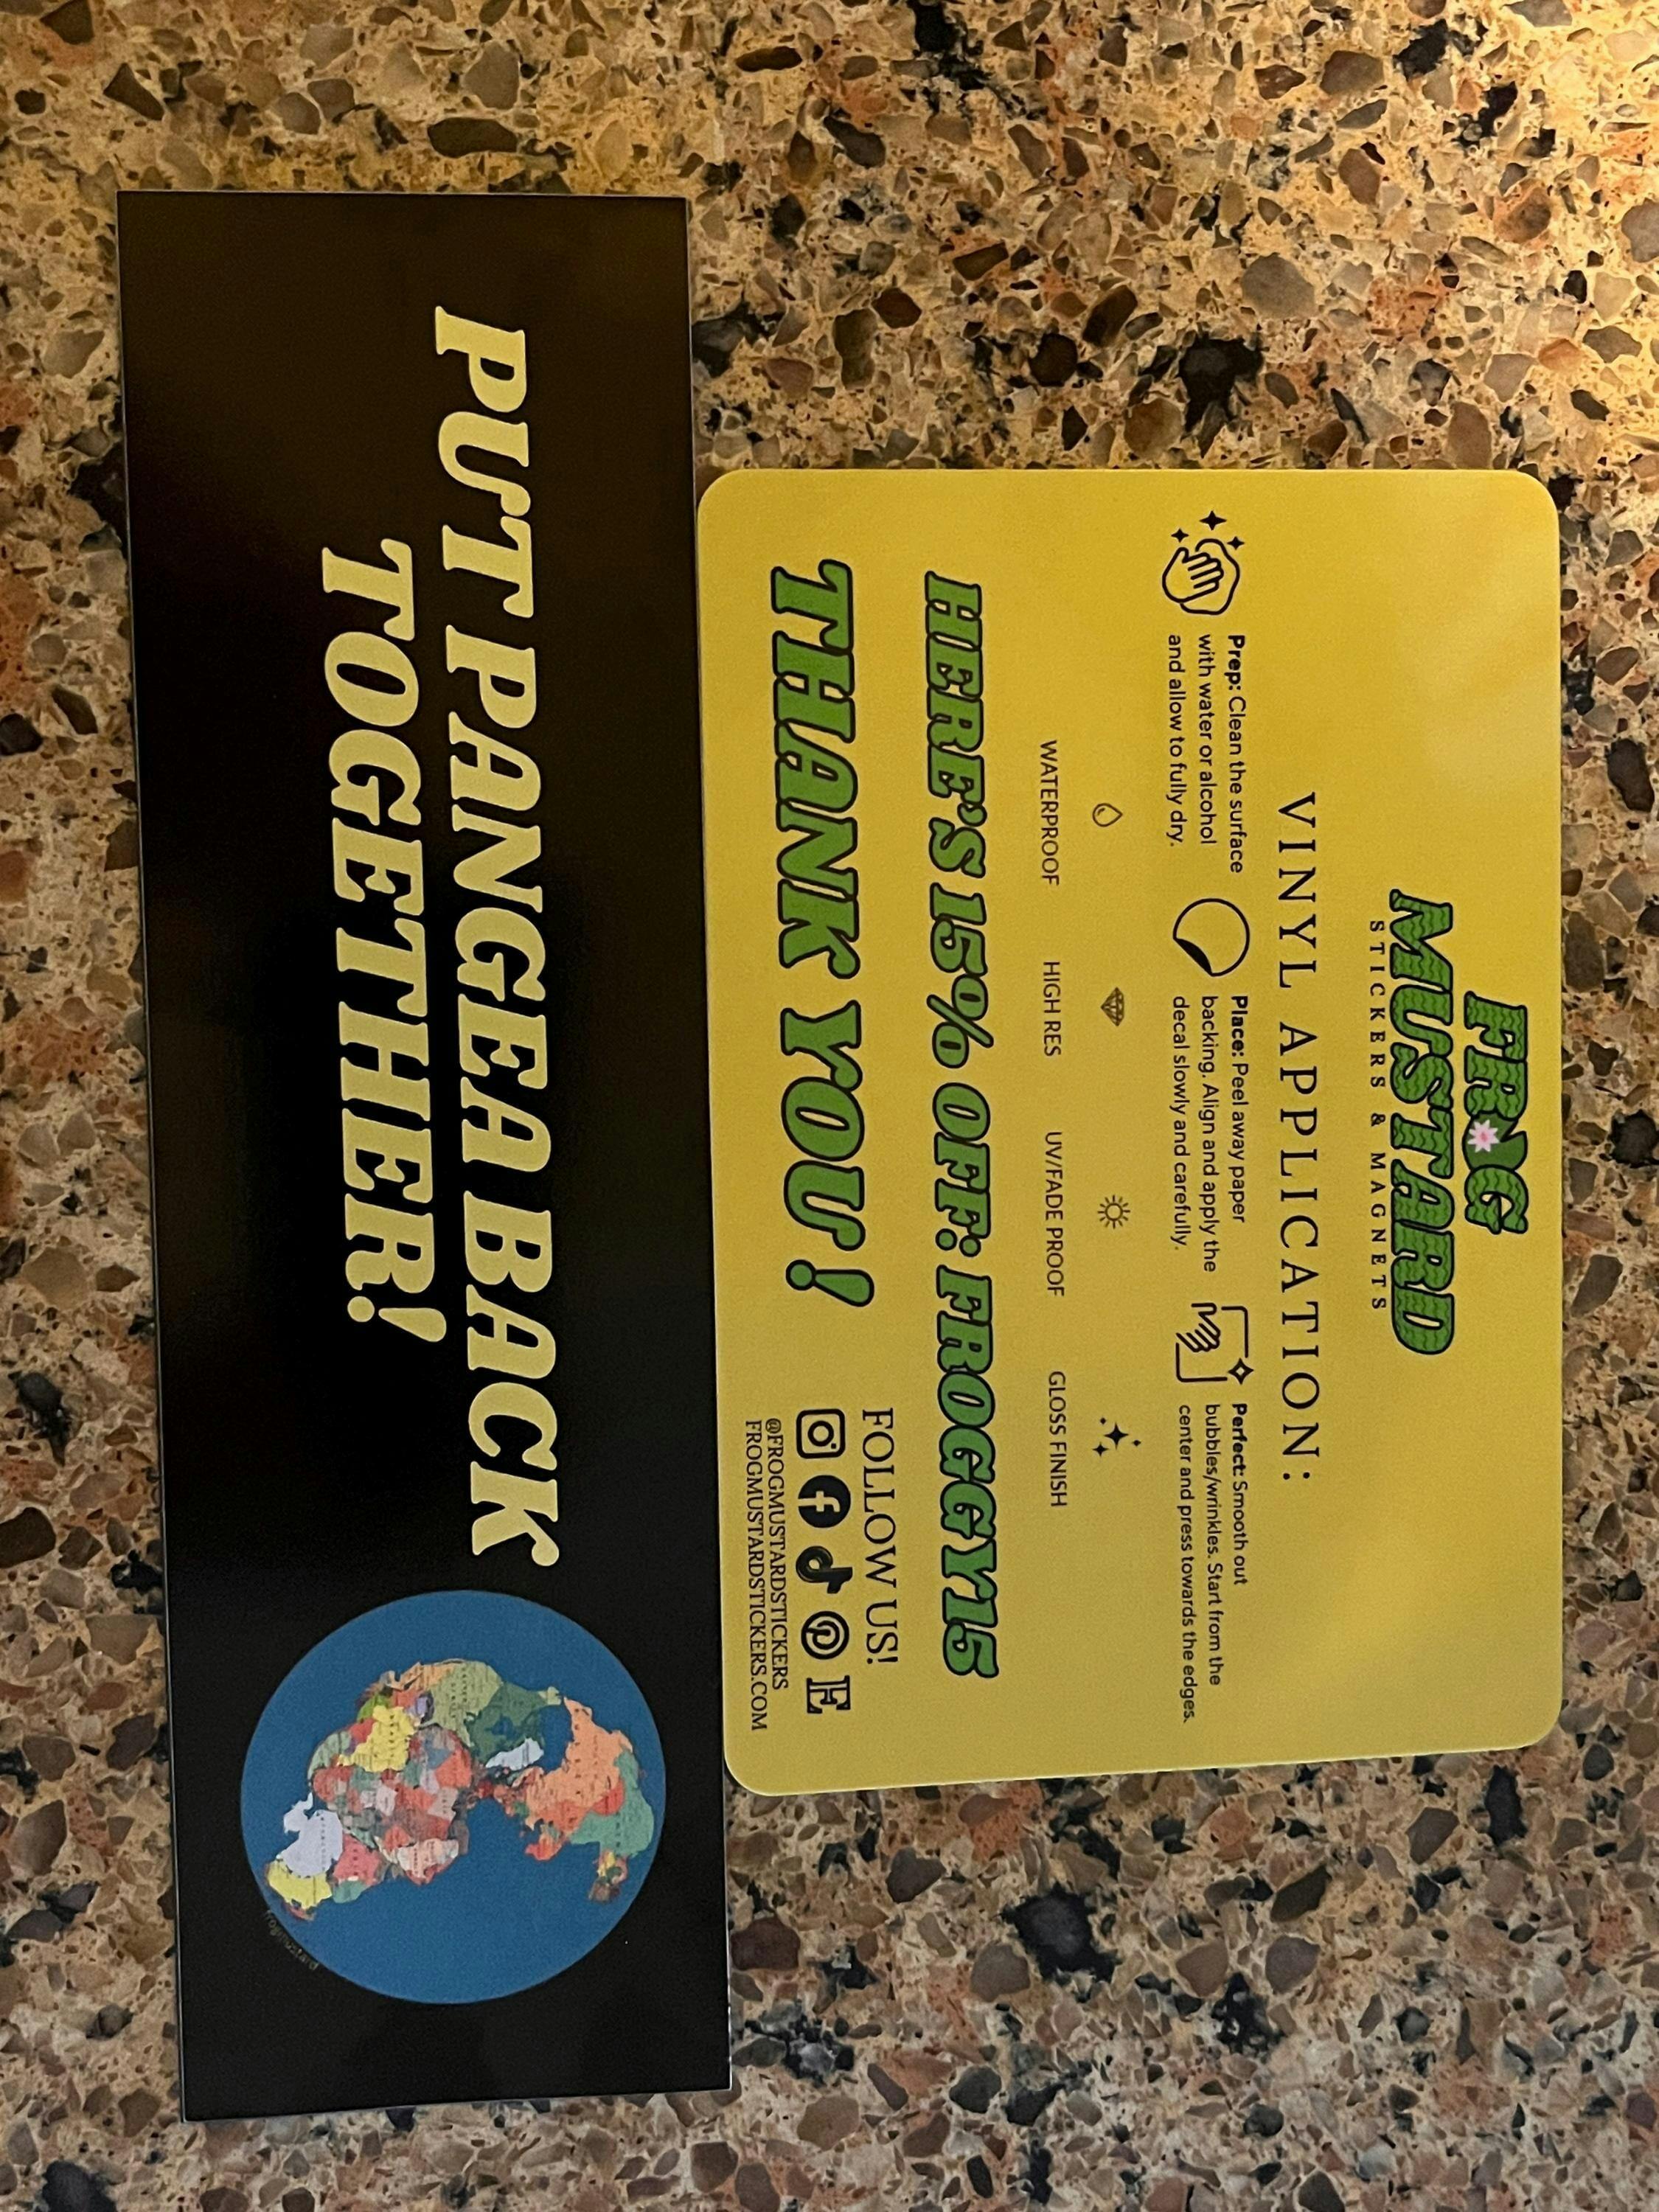 FROG
MUSTARD
STICKERS & MAGNETS
VINYL APPLICATION:
Prep: Clean the surface
with water or alcohol
and allow to fully dry.
Place: Peel away paper
backing. Align and apply the
decal slowly and carefully.
Perfect: Smooth out
bubbles/wrinkles. Start from the
center and press towards the edges.
WATERPROOF
HIGH RES
UV/FADE PROOF
GLOSS FINISH
HERE'S 15% OFF: FROGGY15
THANK YOU!
FOLLOW US!
E
@FROGMUSTARDSTICKERS
FROGMUSTARDSTICKERS.COM
PUT PANGEA BACK
TOGETHER!
frogmustard